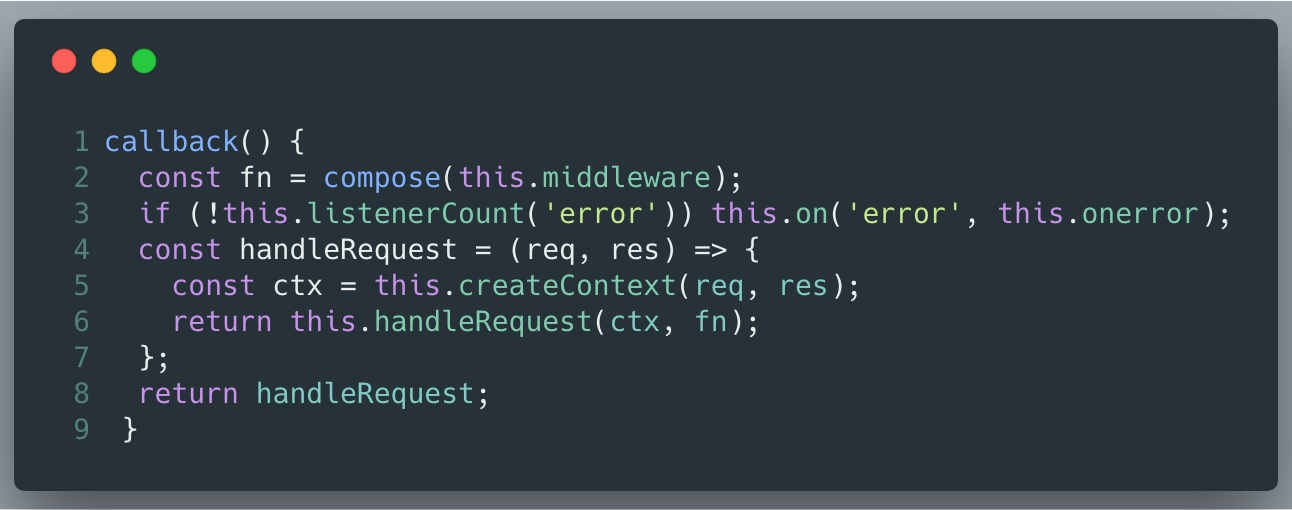 1 callback() {
2   const fn = compose(this.middleware);
3   if (!this.listenerCount('error')) this.on('error', this.onerror);
4   const handleRequest = (req, res) => {
5     const ctx = this.createContext(req, res);
6     return this.handleRequest(ctx, fn);
7   };
8   return handleRequest;
9  }